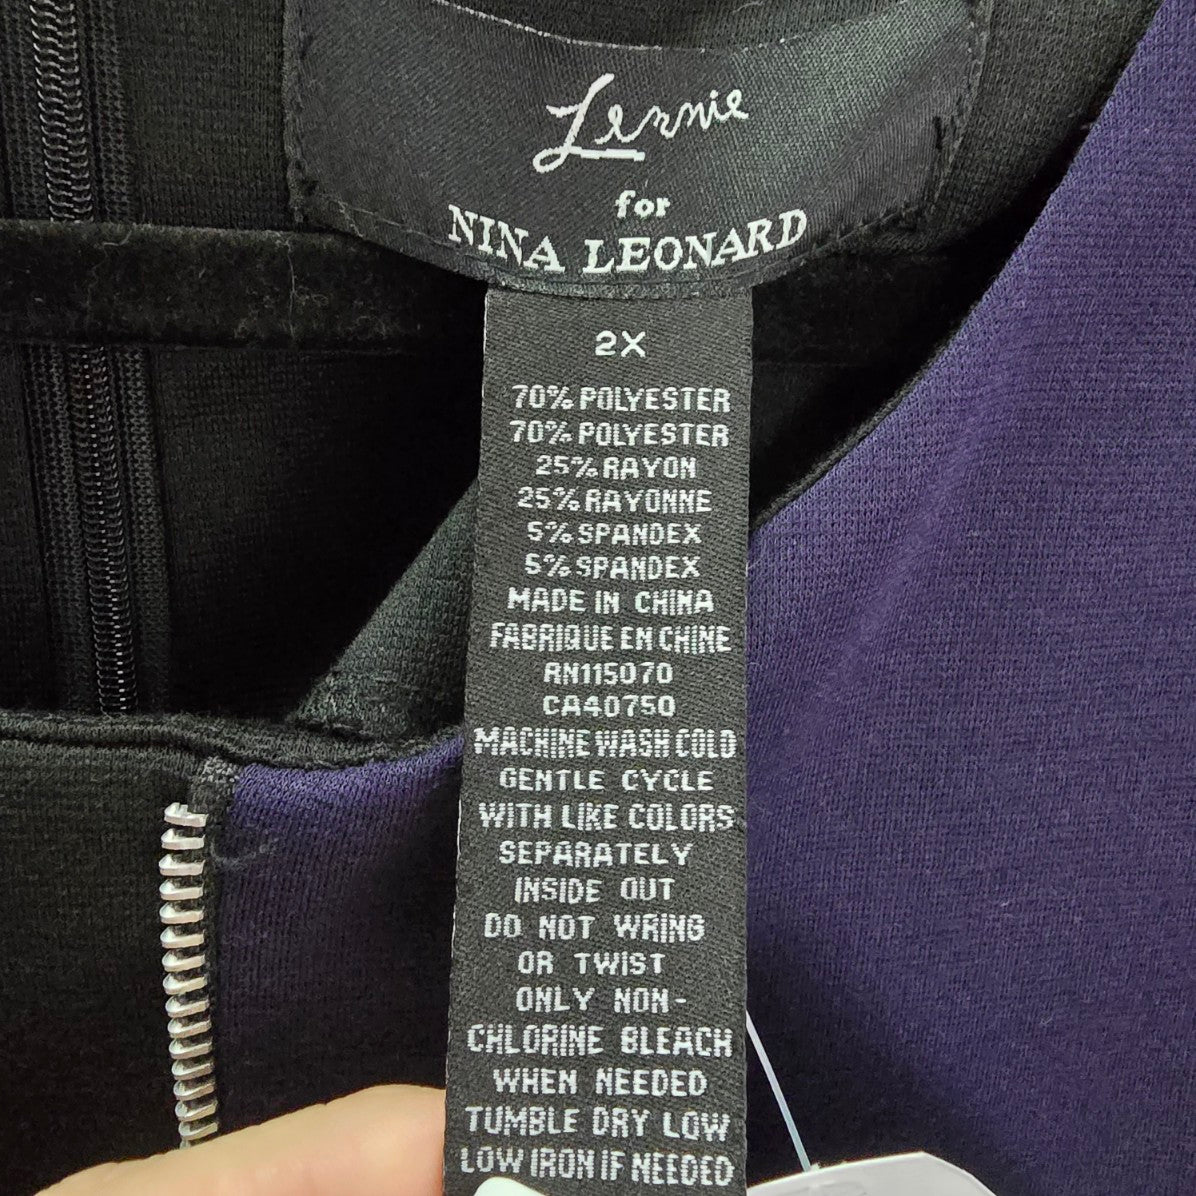 Lennie
for
NINA LEONARD
2X
70% POLYESTER
70% POLYESTER
25% RAYON
25% RAYONNE
5% SPANDEX
5% SPANDEX
MADE IN CHINA
FABRIQUE EN CHINE
RN115070
CA40750
MACHINE WASH COLD
GENTLE CYCLE
WITH LIKE COLORS
SEPARATELY
INSIDE OUT
DO NOT WRING
OR TWIST
ONLY NON-
CHLORINE BLEACH
WHEN NEEDED
TUMBLE DRY LOW
LOW IRON IF NEEDED